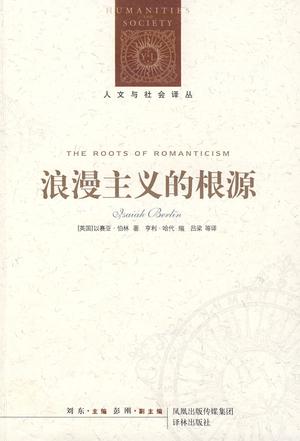 HUMANITIES
AND
SOCIETY
人文与社会译丛
THE ROOTS OF ROMANTICISM
浪漫主义的根源
Isaiah Berlin
[英国]以赛亚·伯林 著 亨利·哈代 编 吕梁 等译
刘东·主编 彭刚·副主编
凤凰出版传媒集团
译林出版社